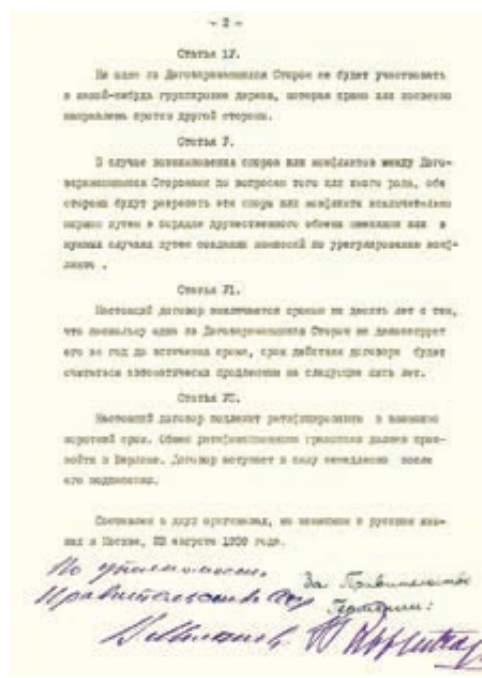 - 2 -
Статья IУ.
Ни одна из Договаривающихся Сторон не будет участвовать
в какой-нибудь группировке держав, которая прямо или косвенно
направлена против другой стороны.
Статья У.
В случае возникновения споров или конфликтов между Дого-
варивающимися Сторонами по вопросам того или иного рода, обе
стороны будут разрешать эти споры или конфликты исключительно
мирным путем в порядке дружественного обмена мнениями или в
нужных случаях путем создания комиссий по урегулированию конф-
ликта .
Статья У1.
Настоящий договор заключается сроком на десять лет с тем,
что поскольку одна из Договаривающихся Сторон не денонсирует
его за год до истечения срока, срок действия договора будет
считаться автоматически продленным на следующие пять лет.
Статья УП.
Настоящий договор подлежит ратифицированию в возможно
короткий срок. Обмен ратификационными грамотами должен прои-
зойти в Берлине. Договор вступает в силу немедленно после
его подписания.
Составлен в двух оригиналах, на немецком и русском язы-
ках в Москве, 23 августа 1939 года.
По уполномочию
Правительства СССР
За Правительство
Германии:
В. Молотов